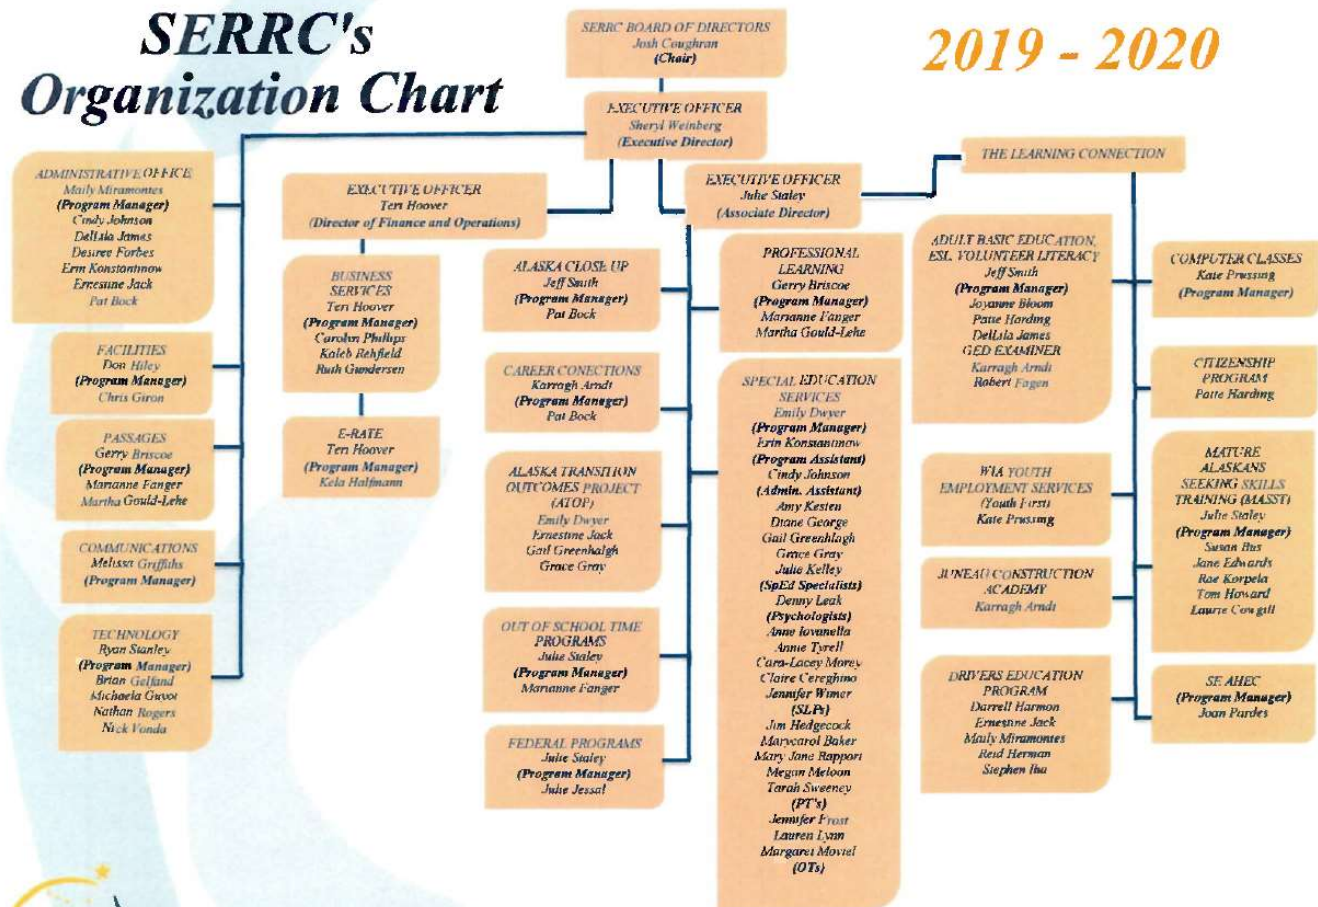 SERRC's
Organization Chart
2019 - 2020
SERRC BOARD OF DIRECTORS
Josh Coughran
(Chair)
EXECUTIVE OFFICER
Sheryl Weinberg
(Executive Director)
EXECUTIVE OFFICER
Teri Hoover
(Director of Finance and Operations)
EXECUTIVE OFFICER
Julie Staley
(Associate Director)
THE LEARNING CONNECTION
ADMINISTRATIVE OFFICE
Maily Miramontes
(Program Manager)
Cindy Johnson
DelLila James
Desiree Forbes
Erin Konstantinow
Ernestine Jack
Pat Bock
FACILITIES
Don Hiley
(Program Manager)
Chris Giron
PASSAGES
Gerry Briscoe
(Program Manager)
Marianne Fanger
Martha Gould-Lehe
COMMUNICATIONS
Melissa Griffiths
(Program Manager)
TECHNOLOGY
Ryan Stanley
(Program Manager)
Brian Gelfand
Michaela Guyot
Nathan Rogers
Nick Vonda
BUSINESS
SERVICES
Teri Hoover
(Program Manager)
Carolyn Phillips
Kaleb Rehfield
Ruth Gundersen
E-RATE
Teri Hoover
(Program Manager)
Kela Halfmann
ALASKA CLOSE UP
Jeff Smith
(Program Manager)
Pat Bock
CAREER CONECTIONS
Karragh Arndt
(Program Manager)
Pat Bock
ALASKA TRANSITION
OUTCOMES PROJECT
(ATOP)
Emily Dwyer
Ernestine Jack
Gail Greenhalgh
Grace Gray
OUT OF SCHOOL TIME
PROGRAMS
Julie Staley
(Program Manager)
Marianne Fanger
FEDERAL PROGRAMS
Julie Staley
(Program Manager)
Julie Jessal
PROFESSIONAL
LEARNING
Gerry Briscoe
(Program Manager)
Marianne Fanger
Martha Gould-Lehe
SPECIAL EDUCATION
SERVICES
Emily Dwyer
(Program Manager)
Erin Konstantinow
(Program Assistant)
Cindy Johnson
(Admin. Assistant)
Amy Kesten
Diane George
Gail Greenhlagh
Grace Gray
Julie Kelley
(SpEd Specialists)
Denny Leak
(Psychologists)
Anne Iovanella
Annie Tyrell
Cara-Lacey Morey
Claire Cereghino
Jennifer Wimer
(SLPs)
Jim Hedgecock
Marycarol Baker
Mary Jane Rapport
Megan Meloon
Tarah Sweeney
(PT's)
Jennifer Frost
Lauren Lynn
Margaret Moviel
(OTs)
ADULT BASIC EDUCATION,
ESL, VOLUNTEER LITERACY
Jeff Smith
(Program Manager)
Joyanne Bloom
Patie Harding
DelLila James
GED EXAMINER
Karragh Arndt
Robert Fagen
WIA YOUTH
EMPLOYMENT SERVICES
(Youth First)
Kate Prussing
JUNEAU CONSTRUCTION
ACADEMY
Karragh Arndt
DRIVERS EDUCATION
PROGRAM
Darrell Harmon
Ernestine Jack
Maily Miramontes
Reid Herman
Stephen Iha
COMPUTER CLASSES
Kate Prussing
(Program Manager)
CITIZENSHIP
PROGRAM
Patte Harding
MATURE
ALASKANS
SEEKING SKILLS
TRAINING (MASST)
Julie Staley
(Program Manager)
Susan Bus
Jane Edwards
Rae Korpela
Tom Howard
Laurie Cowgill
SE AHEC
(Program Manager)
Joan Pardes